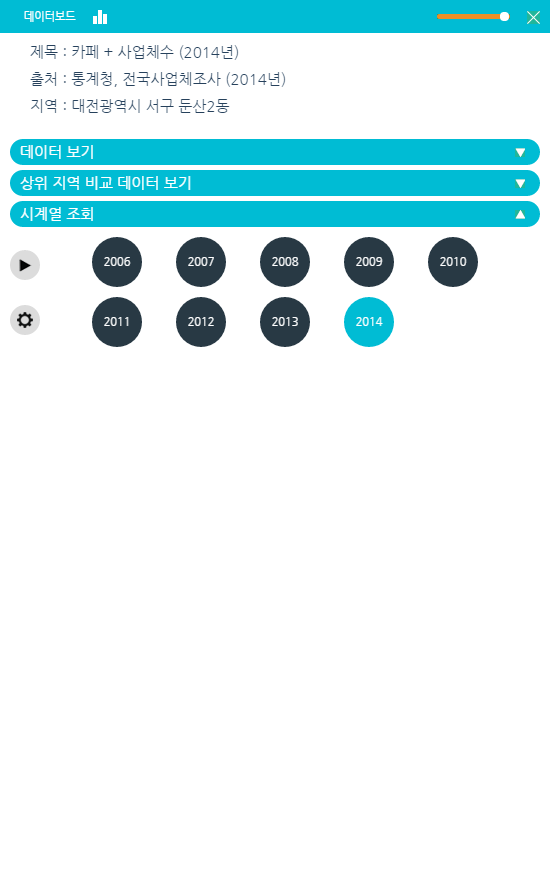 데이터보드
제목 : 카페 + 사업체수 (2014년)
출처 : 통계청, 전국사업체조사 (2014년)
지역 : 대전광역시 서구 둔산2동
데이터 보기
상위 지역 비교 데이터 보기
시계열 조회
2006 2007 2008 2009 2010
2011 2012 2013 2014